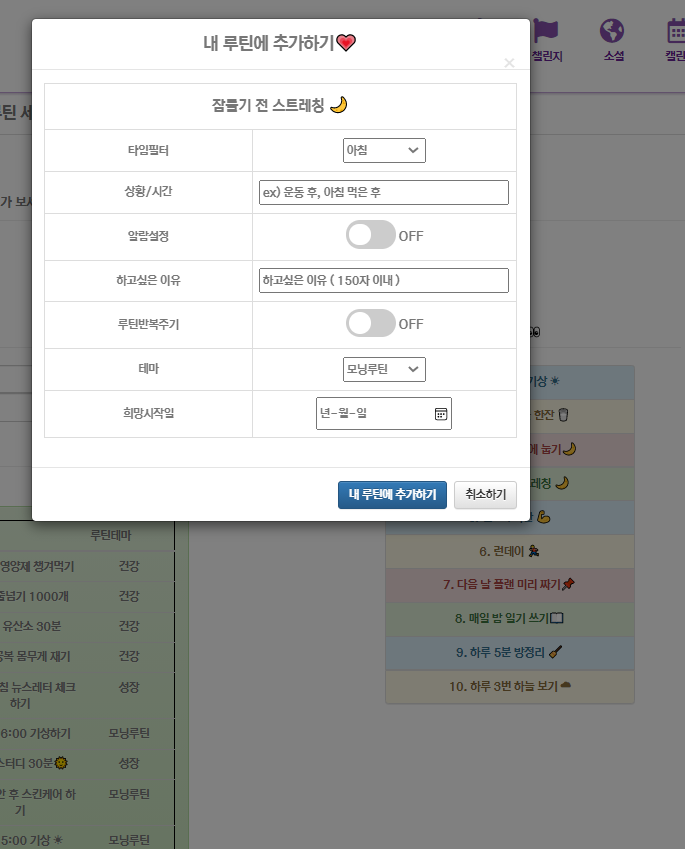 내 루틴에 추가하기💗
×
챌린지
소셜
루틴 세
잠들기 전 스트레칭 🌙
타임필터
아침
상황/시간
ex) 운동 후, 아침 먹은 후
알람설정
OFF
하고싶은 이유
하고싶은 이유 ( 150자 이내 )
루틴반복주기
OFF
테마
모닝루틴
희망시작일
년-월-일
내 루틴에 추가하기
취소하기
가 보세
기상 ☀
한잔 🥛
에 눕기🌙
레칭 🌙
💪
6. 런데이 🏃
7. 다음 날 플랜 미리 짜기📌
8. 매일 밤 일기 쓰기📖
9. 하루 5분 방정리 🧹
10. 하루 3번 하늘 보기 ☁
루틴테마
영양제 챙겨먹기 건강
줄넘기 1000개 건강
유산소 30분 건강
공복 몸무게 재기 건강
침 뉴스레터 체크 성장
하기
6:00 기상하기 모닝루틴
스터디 30분🌞 성장
후 스킨케어 하 모닝루틴
기
5:00 기상 ☀ 모닝루틴